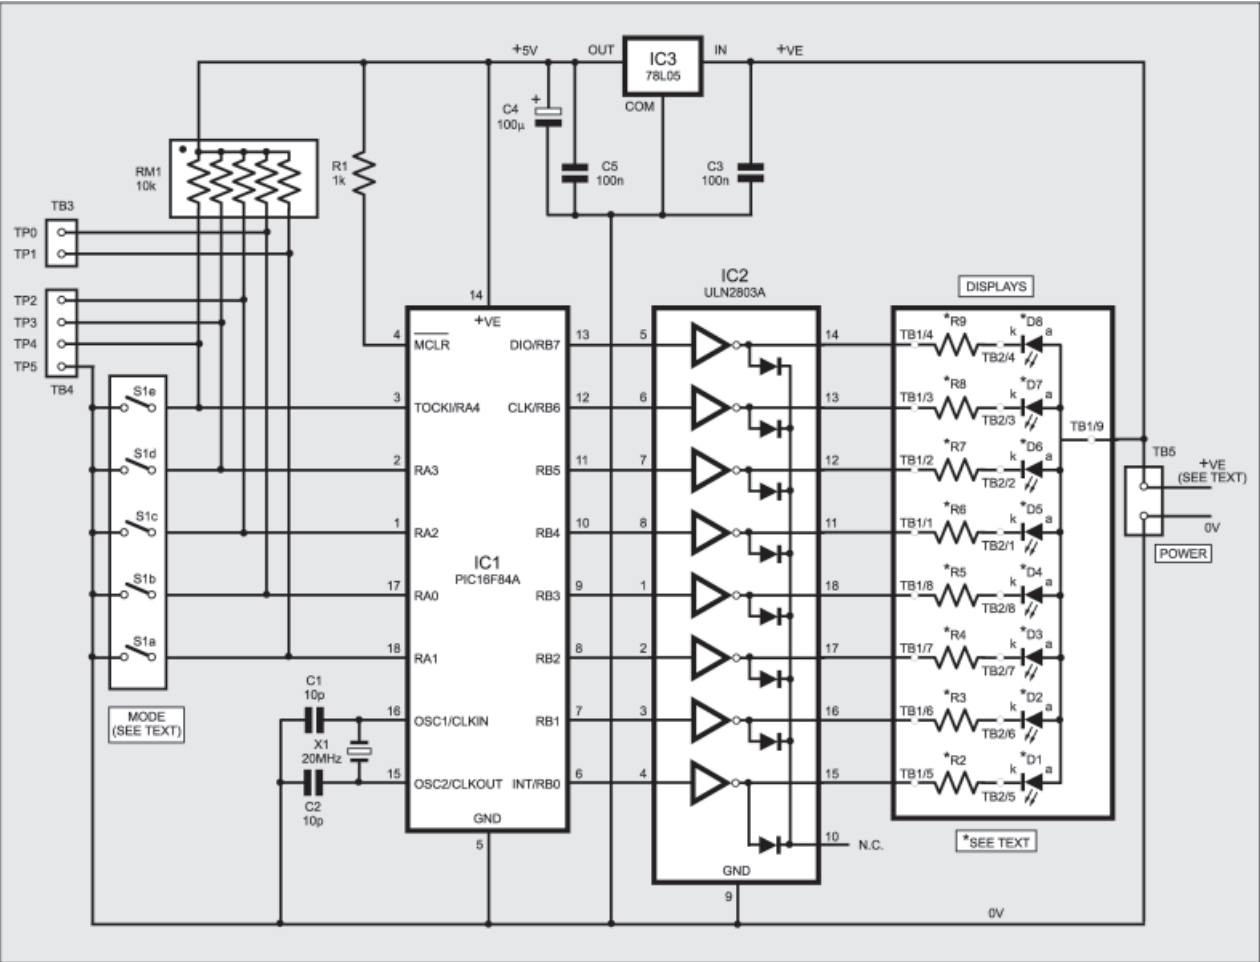 +5V
OUT
IC3
78L05
COM
IN
+VE
+
C4
100µ
C5
100n
C3
100n
RM1
10k
R1
1k
TB3
TP0
TP1
TP2
TP3
TP4
TP5
TB4
S1e
S1d
S1c
S1b
S1a
MODE
(SEE TEXT)
C1
10p
X1
20MHz
C2
10p
14
+VE
4
MCLR
3
TOCKI/RA4
2
RA3
1
RA2
17
RA0
18
RA1
16
OSC1/CLKIN
15
OSC2/CLKOUT
IC1
PIC16F84A
DIO/RB7
13
CLK/RB6
12
RB5
11
RB4
10
RB3
9
RB2
8
RB1
7
INT/RB0
6
GND
5
IC2
ULN2803A
5
6
7
8
1
2
3
4
14
13
12
11
18
17
16
15
10
N.C.
GND
9
DISPLAYS
TB1/4
*R9
TB2/4
k
*D8
a
TB1/3
*R8
TB2/3
k
*D7
a
TB1/2
*R7
TB2/2
k
*D6
a
TB1/1
*R6
TB2/1
k
*D5
a
TB1/8
*R5
TB2/8
k
*D4
a
TB1/7
*R4
TB2/7
k
*D3
a
TB1/6
*R3
TB2/6
k
*D2
a
TB1/5
*R2
TB2/5
k
*D1
a
*SEE TEXT
TB1/9
TB5
+VE
(SEE TEXT)
0V
POWER
0V